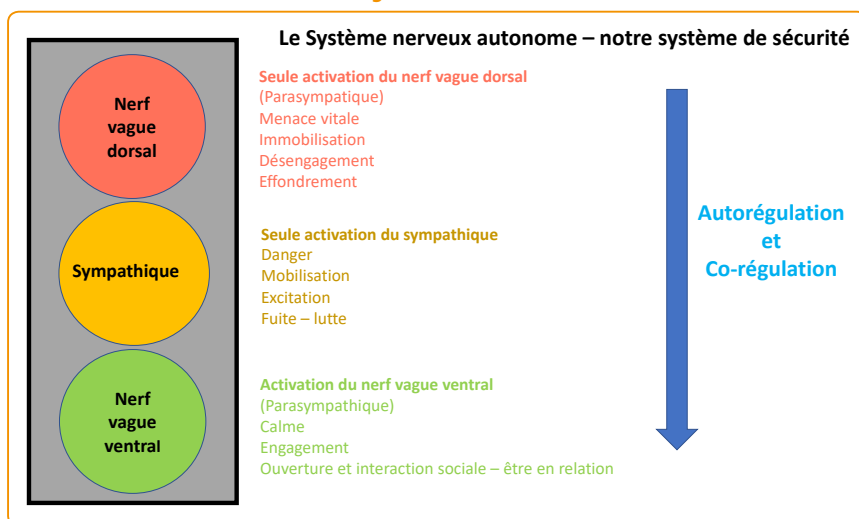 Le Système nerveux autonome – notre système de sécurité
Nerf
vague
dorsal
Seule activation du nerf vague dorsal
(Parasympatique)
Menace vitale
Immobilisation
Désengagement
Effondrement
Sympathique
Seule activation du sympathique
Danger
Mobilisation
Excitation
Fuite – lutte
Nerf
vague
ventral
Activation du nerf vague ventral
(Parasympathique)
Calme
Engagement
Ouverture et interaction sociale – être en relation
Autorégulation
et
Co-régulation